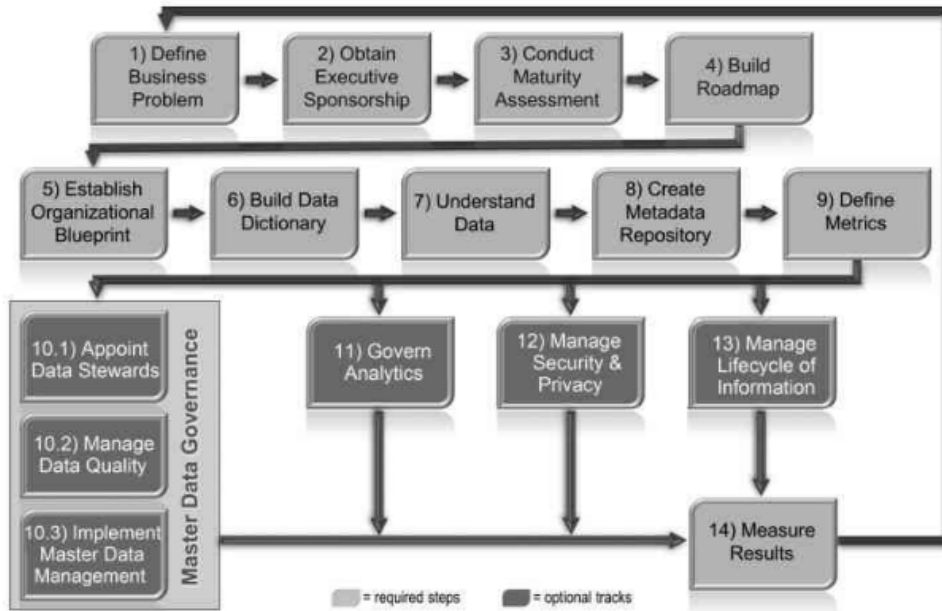 1) Define
Business
Problem
2) Obtain
Executive
Sponsorship
3) Conduct
Maturity
Assessment
4) Build
Roadmap
5) Establish
Organizational
Blueprint
6) Build Data
Dictionary
7) Understand
Data
8) Create
Metadata
Repository
9) Define
Metrics
10.1) Appoint
Data Stewards
10.2) Manage
Data Quality
10.3) Implement
Master Data
Management
Master Data Governance
11) Govern
Analytics
12) Manage
Security &
Privacy
13) Manage
Lifecycle of
Information
14) Measure
Results
= required steps
= optional tracks